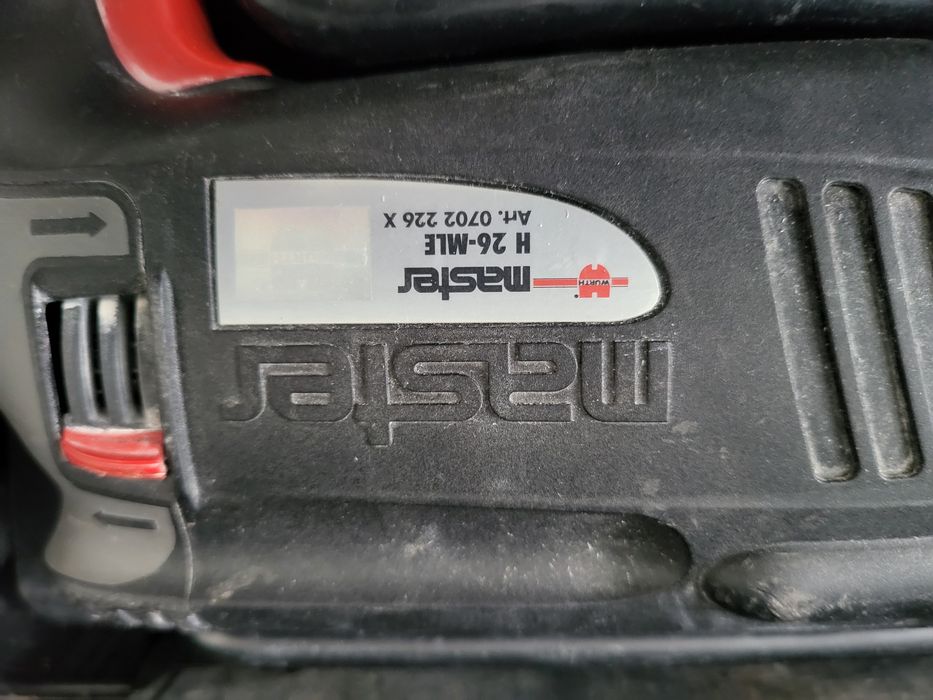 WÜRTH
master
H 26-MLE
Art. 0702 226 X
master